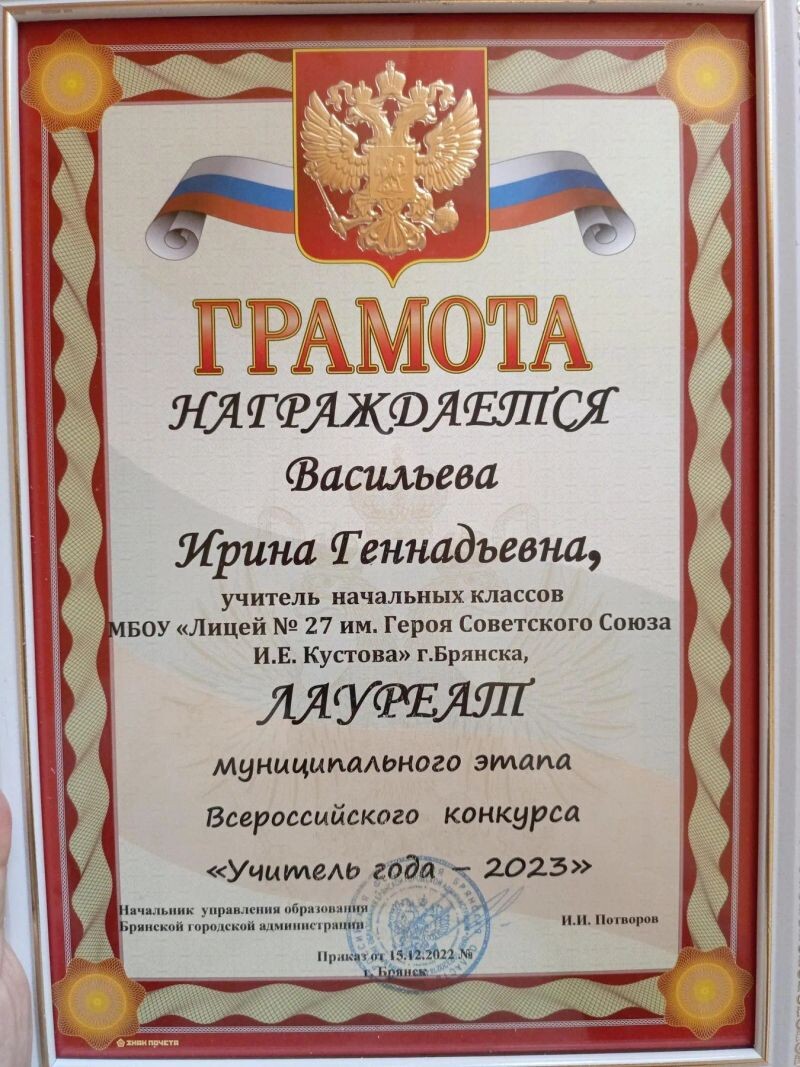 ГРАМОТА
НАГРАЖДАЕТСЯ
Васильева
Ирина Геннадьевна,
учитель начальных классов
МБОУ «Лицей № 27 им. Героя Советского Союза
И.Е. Кустова» г.Брянска,
ЛАУРЕАТ
муниципального этапа
Всероссийского конкурса
«Учитель года – 2023»
Начальник управления образования
Брянской городской администрации
И.И. Потворов
Приказ от 15.12.2022 №
г. Брянск
ЗНАК ПОЧЕТА